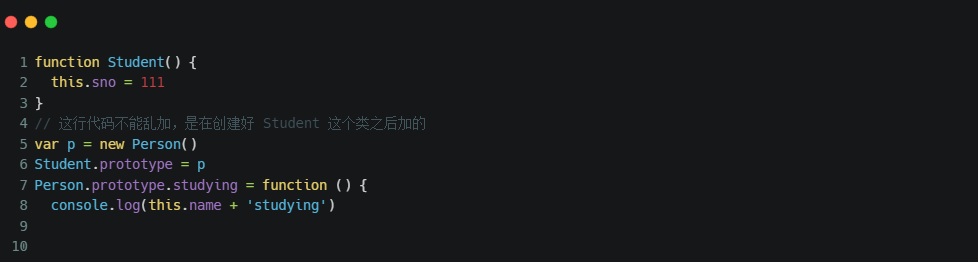 1 function Student() {
2   this.sno = 111
3 }
4 // 这行代码不能乱加，是在创建好 Student 这个类之后加的
5 var p = new Person()
6 Student.prototype = p
7 Person.prototype.studying = function () {
8   console.log(this.name + 'studying')
9
10